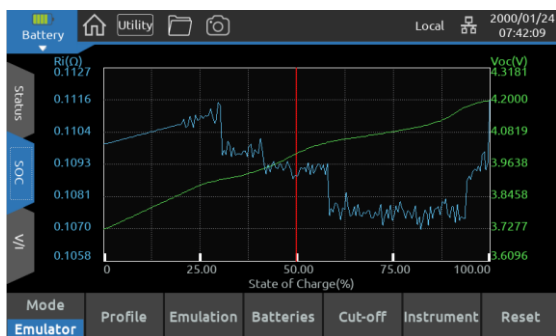 Battery
Utility
Local
2000/01/24
07:42:09
Ri(Ω)
Voc(V)
0.1127
0.1116
0.1104
0.1093
0.1081
0.1070
0.1058
4.3181
4.2000
4.0819
3.9638
3.8458
3.7277
3.6096
Status
SOC
V/I
0
25.00
50.00
75.00
100.00
State of Charge(%)
Mode
Emulator
Profile
Emulation
Batteries
Cut-off
Instrument
Reset